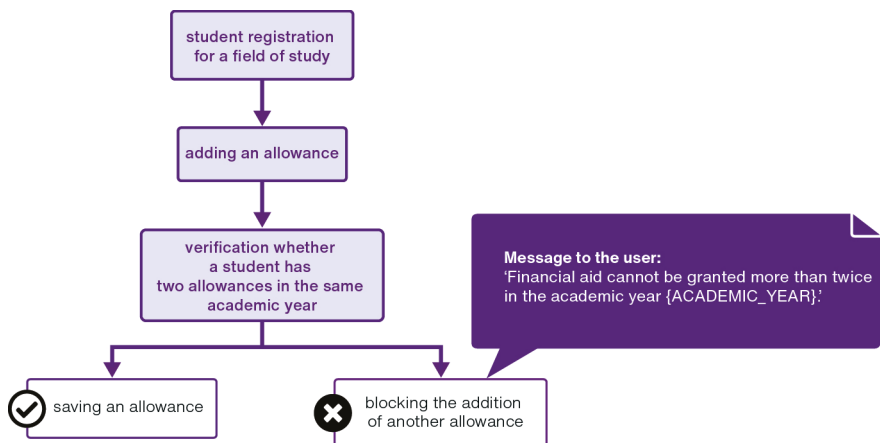 student registration
for a field of study
adding an allowance
verification whether
a student has
two allowances in the same
academic year
Message to the user:
‘Financial aid cannot be granted more than twice
in the academic year {ACADEMIC_YEAR}.’
saving an allowance
blocking the addition
of another allowance